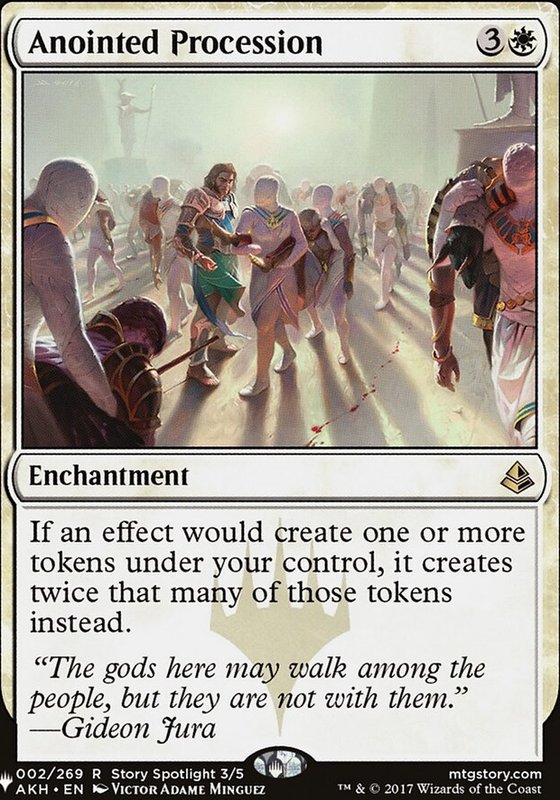 Anointed Procession 3
Enchantment
If an effect would create one or more
tokens under your control, it creates
twice that many of those tokens
instead.
“The gods here may walk among the
people, but they are not with them.”
—Gideon Jura
002/269 R Story Spotlight 3/5
mtgstory.com
AKH • EN Victor Adame Minguez
™ & © 2017 Wizards of the Coast